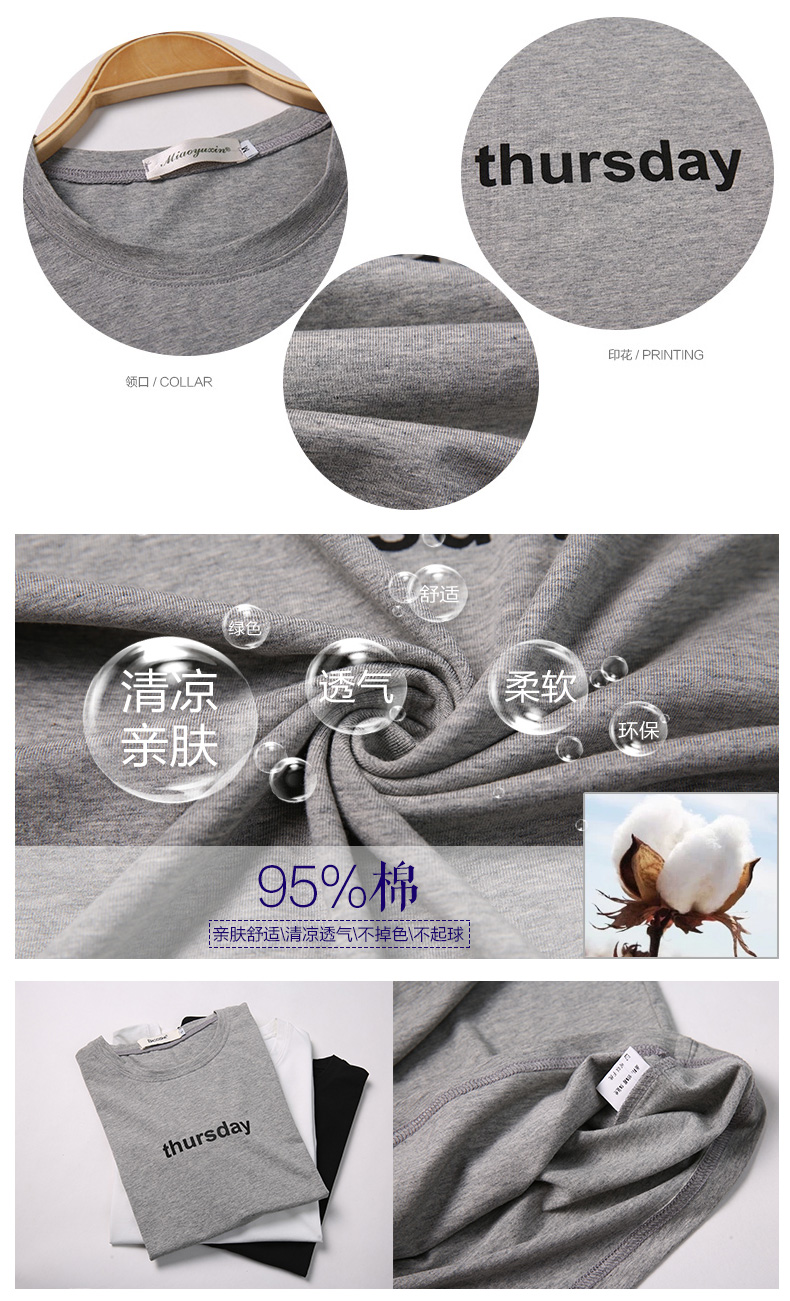 Miaoyuxin®
M
thursday
印花 / PRINTING
领口 / COLLAR
舒适
绿色
清凉
亲肤
透气
柔软
环保
95%棉
亲肤舒适\清凉透气\不掉色\不起球
thursday